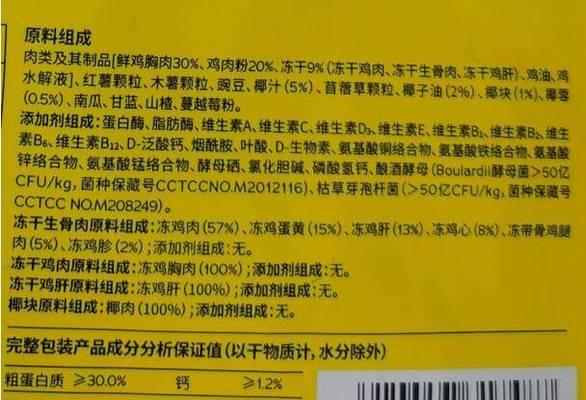 原料组成
肉类及其制品[鲜鸡胸肉30%、鸡肉粉20%、冻干9%(冻干鸡肉、冻干生骨肉、冻干鸡肝)、鸡油、鸡
水解液]、红薯颗粒、木薯颗粒、豌豆、椰汁(5%)、苜蓿草颗粒、椰子油(2%)、椰块(1%)、椰蓉
(0.5%)、南瓜、甘蓝、山楂、蔓越莓粉。
添加剂组成:蛋白酶、脂肪酶、维生素A、维生素C、维生素D₃、维生素E、维生素B₁、维生素B₂、维生
素B₆、维生素B₁₂、D-泛酸钙、烟酰胺、叶酸、D-生物素、氨基酸铜络合物、氨基酸铁络合物、氨基酸
锌络合物、氨基酸锰络合物、酵母硒、氯化胆碱、磷酸氢钙、酿酒酵母(Boulardii酵母菌>50亿
CFU/kg,菌种保藏号CCTCCNO.M2012116)、枯草芽孢杆菌(>50亿CFU/kg,菌种保藏号
CCTCC NO.M208249)。
冻干生骨肉原料组成:冻鸡肉(57%)、冻鸡蛋黄(15%)、冻鸡肝(13%)、冻鸡心(8%)、冻带骨鸡腿
肉(5%)、冻鸡胗(2%);添加剂组成:无。
冻干鸡肉原料组成:冻鸡胸肉(100%);添加剂组成:无。
冻干鸡肝原料组成:冻鸡肝(100%);添加剂组成:无。
椰块原料组成:椰肉(100%);添加剂组成:无。
完整包装产品成分分析保证值(以干物质计,水分除外)
粗蛋白质 ≥30.0% 钙 ≥1.2%